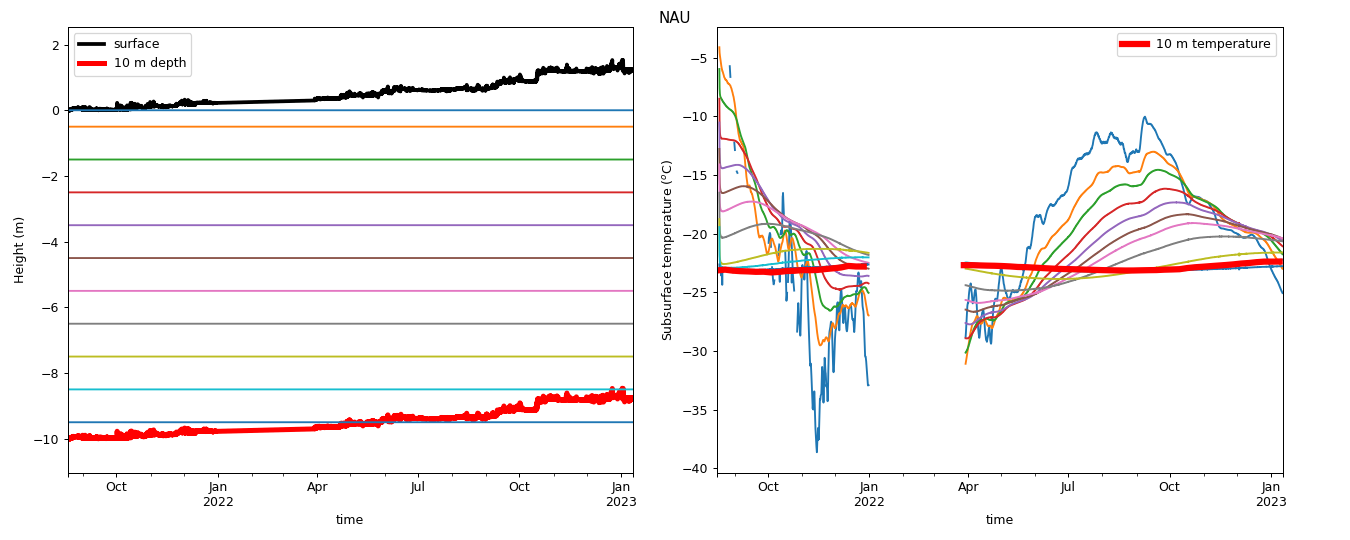 NAU
surface
10 m depth
2
0
−2
−4
−6
−8
−10
Height (m)
Oct
Jan
2022
Apr
Jul
Oct
Jan
2023
time
10 m temperature
−5
−10
−15
−20
−25
−30
−35
−40
Subsurface temperature (°C)
Oct
Jan
2022
Apr
Jul
Oct
Jan
2023
time